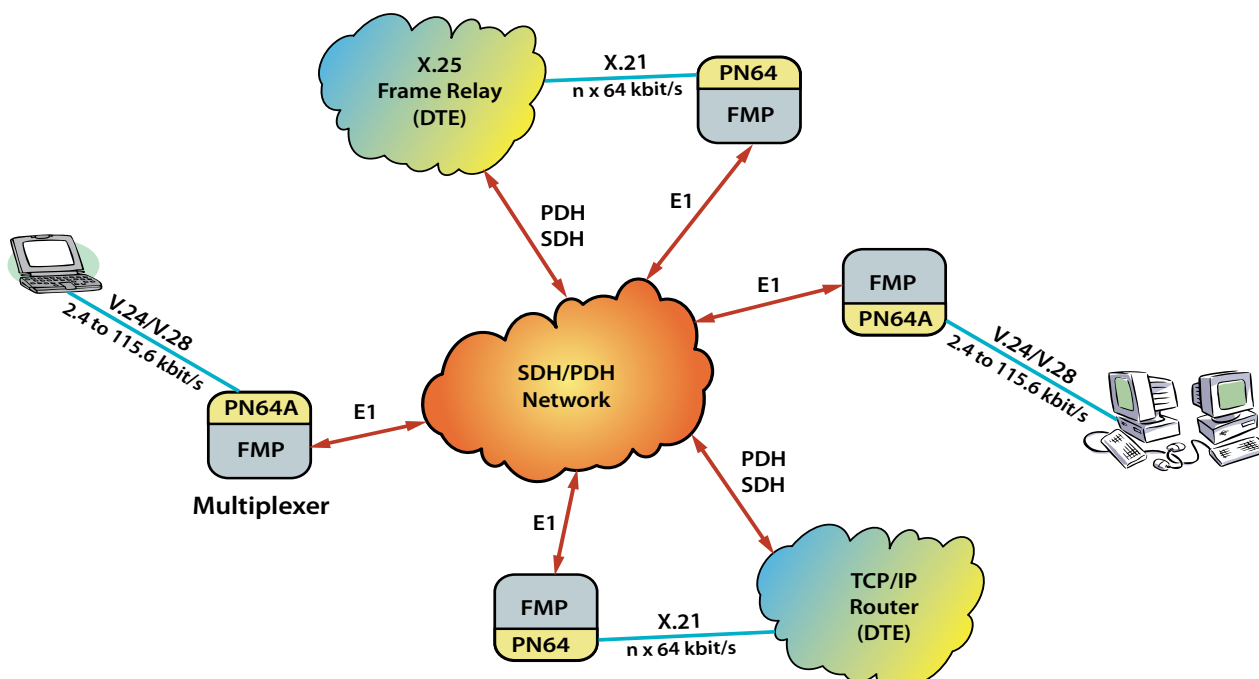 X.25
Frame Relay
(DTE)
X.21
n x 64 kbit/s
PN64
FMP
PDH
SDH
E1
E1
FMP
PN64A
V.24/V.28
2.4 to 115.6 kbit/s
V.24/V.28
2.4 to 115.6 kbit/s
SDH/PDH
Network
PN64A
FMP
Multiplexer
E1
PDH
SDH
E1
FMP
PN64
X.21
n x 64 kbit/s
TCP/IP
Router
(DTE)